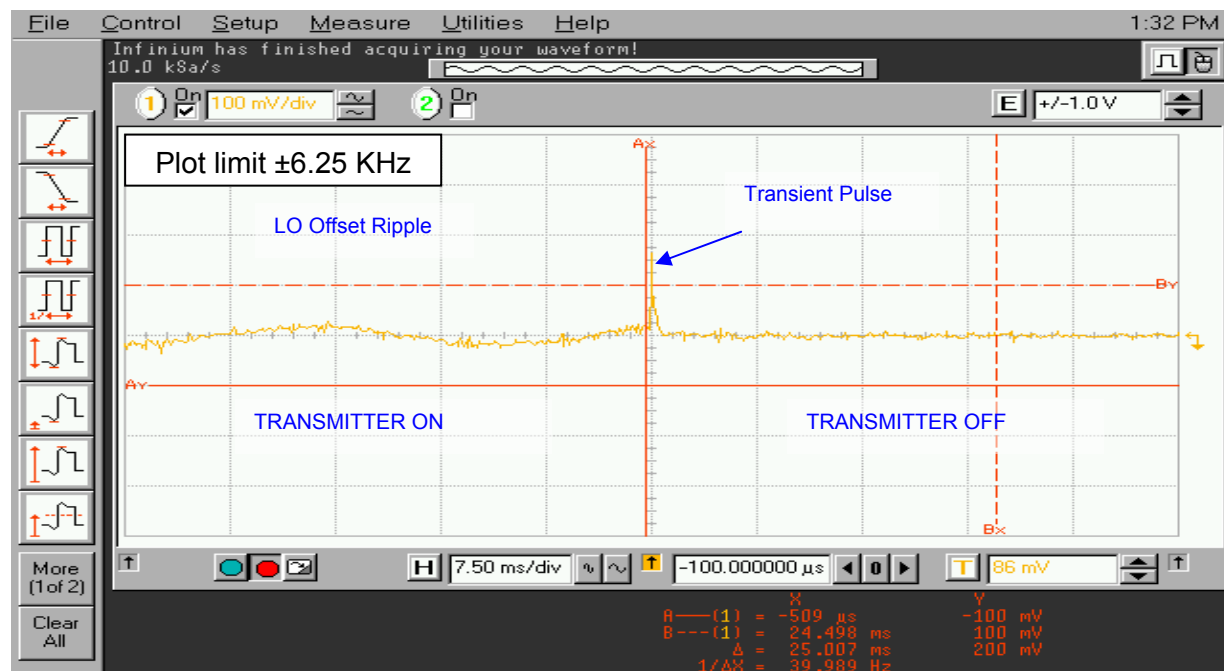 File Control Setup Measure Utilities Help 1:32 PM
Infinium has finished acquiring your waveform!
10.0 kSa/s
1 On 100 mV/div 2 On E +/-1.0 V
Plot limit ±6.25 KHz
Ax
Transient Pulse
LO Offset Ripple
By
Ay
TRANSMITTER ON TRANSMITTER OFF
Bx
1/
More
(1of 2)
Clear
All
H 7.50 ms/div -100.000000 µs 0 T 86 mV
X Y
A——(1) = -509 µs -100 mV
B---(1) = 24.498 ms 100 mV
Δ = 25.007 ms 200 mV
1/ΔX = 39.989 Hz